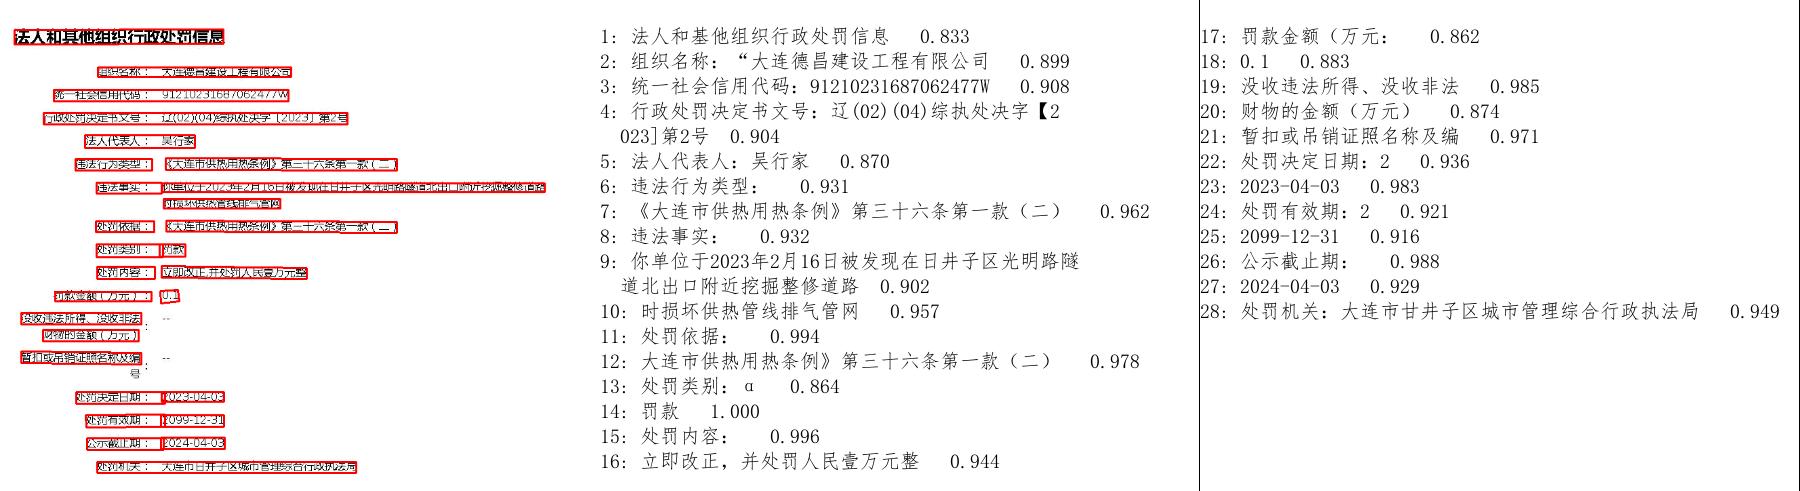 法人和其他组织行政处罚信息
组织名称： 大连德昌建设工程有限公司
统一社会信用代码： 91210231687062477W
行政处罚决定书文号： 辽(02)(04)综执处决字〔2023〕第2号
法人代表人： 吴行家
违法行为类型： 《大连市供热用热条例》第三十六条第一款（二）
违法事实： 你单位于2023年2月16日被发现在甘井子区光明路隧道北出口附近挖掘整修道路
时损坏供热管线排气管网
处罚依据： 《大连市供热用热条例》第三十六条第一款（二）
处罚类别： 罚款
处罚内容： 立即改正,并处罚人民壹万元整
罚款金额（万元）： 0.1
没收违法所得、没收非法
财物的金额（万元） ： --
暂扣或吊销证照名称及编
号 ： --
处罚决定日期： 2023-04-03
处罚有效期： 2099-12-31
公示截止期： 2024-04-03
处罚机关： 大连市甘井子区城市管理综合行政执法局
1: 法人和基他组织行政处罚信息 0.833
2: 组织名称：“大连德昌建设工程有限公司 0.899
3: 统一社会信用代码：91210231687062477W 0.908
4: 行政处罚决定书文号：辽(02)(04)综执处决字【2
023]第2号 0.904
5: 法人代表人：吴行家 0.870
6: 违法行为类型： 0.931
7: 《大连市供热用热条例》第三十六条第一款（二） 0.962
8: 违法事实： 0.932
9: 你单位于2023年2月16日被发现在日井子区光明路隧
道北出口附近挖掘整修道路 0.902
10: 时损坏供热管线排气管网 0.957
11: 处罚依据： 0.994
12: 大连市供热用热条例》第三十六条第一款（二） 0.978
13: 处罚类别：α 0.864
14: 罚款 1.000
15: 处罚内容： 0.996
16: 立即改正，并处罚人民壹万元整 0.944
17: 罚款金额（万元： 0.862
18: 0.1 0.883
19: 没收违法所得、没收非法 0.985
20: 财物的金额（万元） 0.874
21: 暂扣或吊销证照名称及编 0.971
22: 处罚决定日期：2 0.936
23: 2023-04-03 0.983
24: 处罚有效期：2 0.921
25: 2099-12-31 0.916
26: 公示截止期： 0.988
27: 2024-04-03 0.929
28: 处罚机关：大连市甘井子区城市管理综合行政执法局 0.949